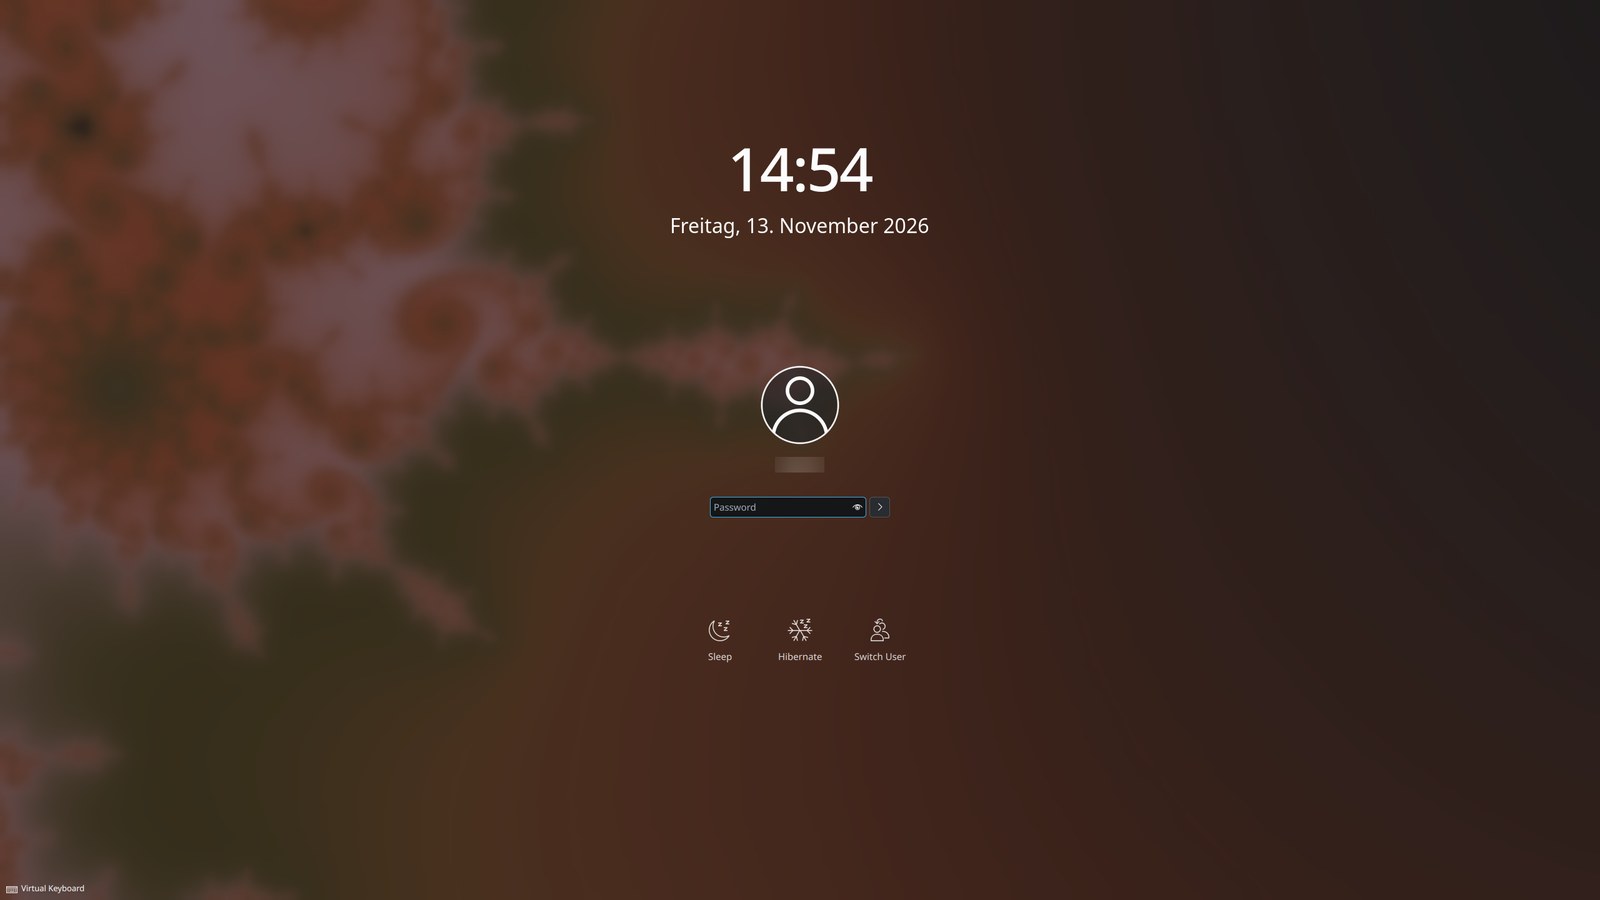 14:54
Freitag, 13. November 2026
Password
Sleep
Hibernate
Switch User
Virtual Keyboard